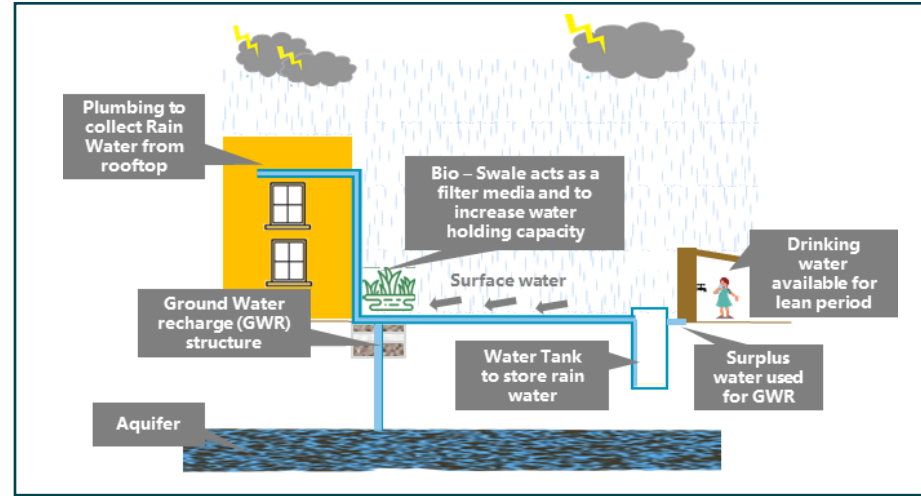 Plumbing to
collect Rain
Water from
rooftop
Bio – Swale acts as a
filter media and to
increase water
holding capacity
Drinking
water
available for
lean period
Surface water
Ground Water
recharge (GWR)
structure
Water Tank
to store rain
water
Surplus
water used
for GWR
Aquifer